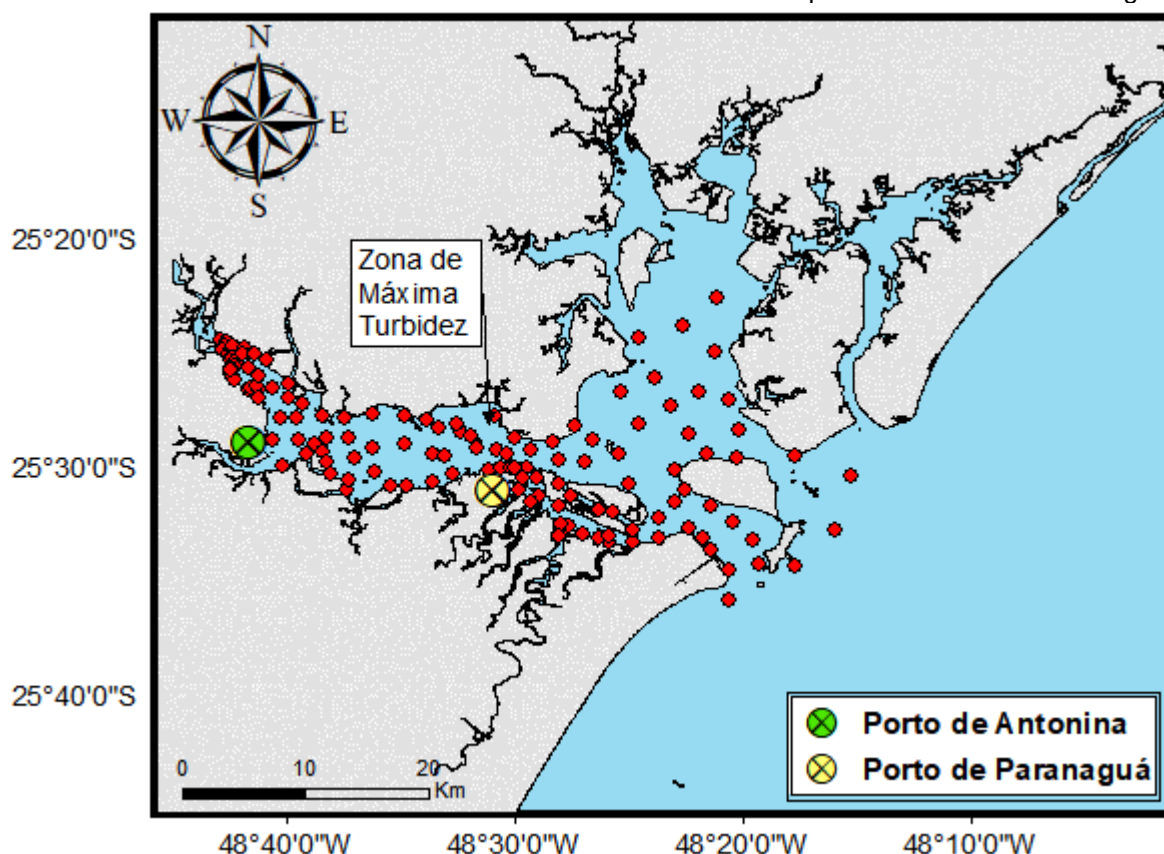 N
W
E
S
25°20'0"S
Zona de
Máxima
Turbidez
25°30'0"S
25°40'0"S
Porto de Antonina
Porto de Paranaguá
0 10 20
Km
48°40'0"W 48°30'0"W 48°20'0"W 48°10'0"W